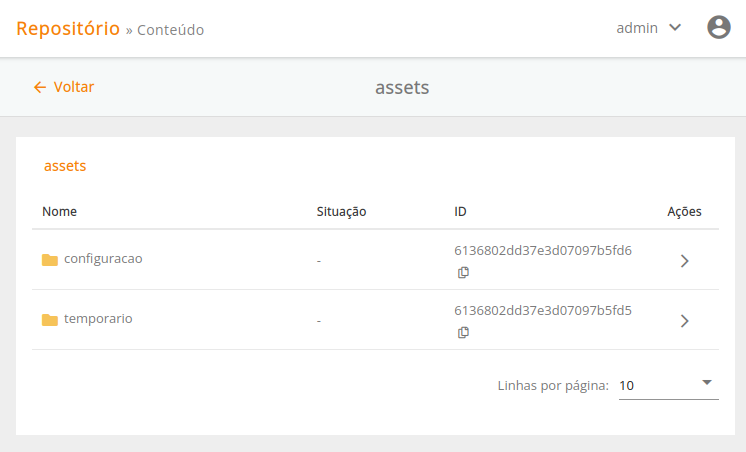 Repositório » Conteúdo
admin
Voltar
assets
assets
Nome Situação ID Ações
configuracao - 6136802dd37e3d07097b5fd6
temporario - 6136802dd37e3d07097b5fd5
Linhas por página: 10